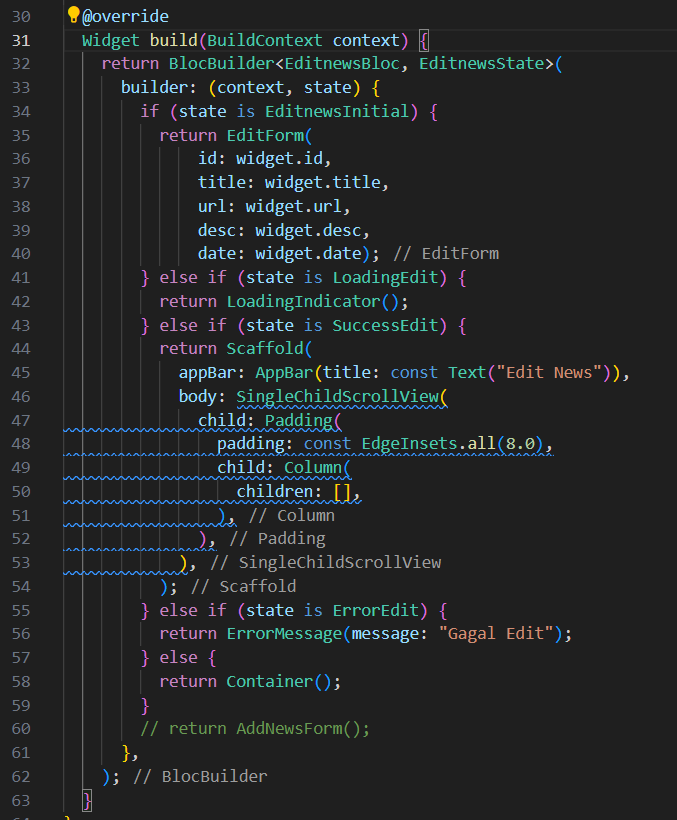 30 @override
31 Widget build(BuildContext context) {
32 return BlocBuilder<EditnewsBloc, EditnewsState>(
33 builder: (context, state) {
34 if (state is EditnewsInitial) {
35 return EditForm(
36 id: widget.id,
37 title: widget.title,
38 url: widget.url,
39 desc: widget.desc,
40 date: widget.date); // EditForm
41 } else if (state is LoadingEdit) {
42 return LoadingIndicator();
43 } else if (state is SuccessEdit) {
44 return Scaffold(
45 appBar: AppBar(title: const Text("Edit News")),
46 body: SingleChildScrollView(
47 child: Padding(
48 padding: const EdgeInsets.all(8.0),
49 child: Column(
50 children: [],
51 ), // Column
52 ), // Padding
53 ), // SingleChildScrollView
54 ); // Scaffold
55 } else if (state is ErrorEdit) {
56 return ErrorMessage(message: "Gagal Edit");
57 } else {
58 return Container();
59 }
60 // return AddNewsForm();
61 },
62 ); // BlocBuilder
63 }